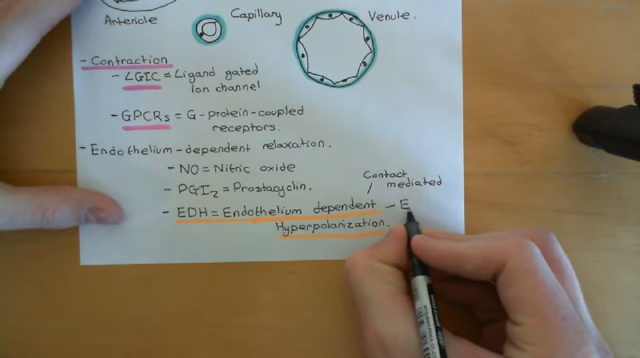 Arteriole
Capillary
Venule.
- Contraction
- LGIC = Ligand gated
ion channel
- GPCRs = G-protein-coupled
receptors.
- Endothelium-dependent relaxation.
- NO = Nitric oxide
- PGI2 = Prostacyclin.
Contact
/ mediated
- EDH = Endothelium dependent - E
Hyperpolarization.